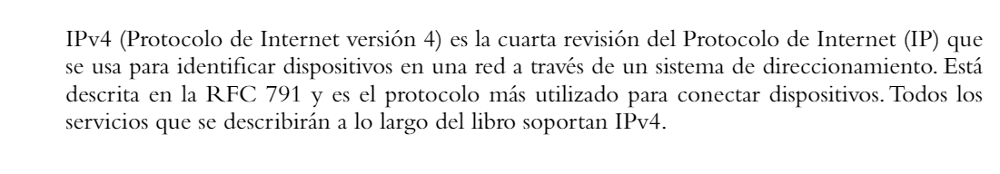 IPv4 (Protocolo de Internet versión 4) es la cuarta revisión del Protocolo de Internet (IP) que
se usa para identificar dispositivos en una red a través de un sistema de direccionamiento. Está
descrita en la RFC 791 y es el protocolo más utilizado para conectar dispositivos. Todos los
servicios que se describirán a lo largo del libro soportan IPv4.